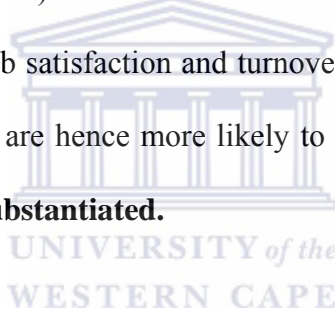 b satisfaction and turnove
are hence more likely to
ubstantiated.
UNIVERSITY of the
WESTERN CAPE